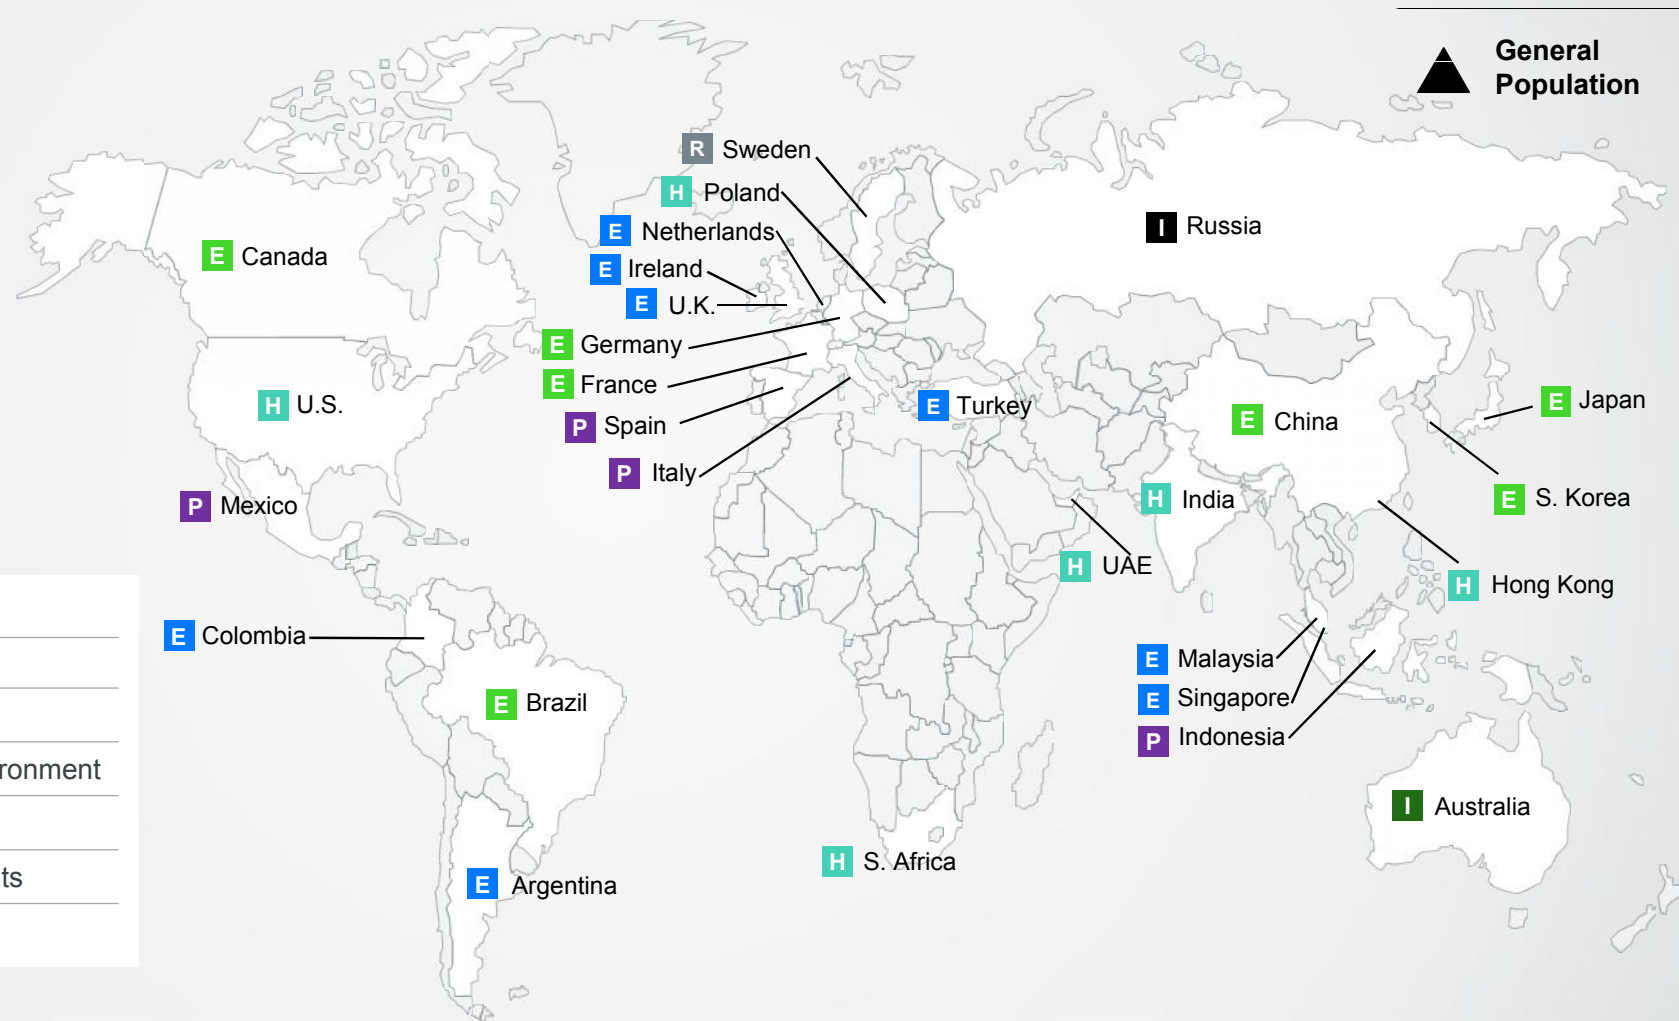 General
Population
R Sweden
H Poland
E Netherlands
E Ireland
E U.K.
E Germany
E France
P Spain
P Italy
E Canada
H U.S.
P Mexico
I Russia
E Turkey
E China
E Japan
E S. Korea
H India
H UAE
H Hong Kong
E Colombia
E Brazil
E Malaysia
E Singapore
P Indonesia
I Australia
H S. Africa
E Argentina
ronment
ts